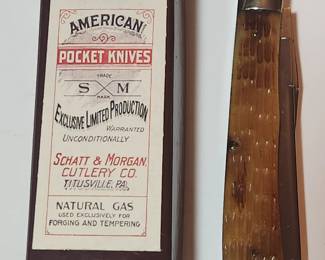 AMERICAN
POCKET KNIVES
TRADE
S M
MARK
EXCLUSIVE LIMITED PRODUCTION
WARRANTED
UNCONDITIONALLY
SCHATT & MORGAN
CUTLERY CO.
TITUSVILLE, PA.
NATURAL GAS
USED EXCLUSIVELY FOR
FORGING AND TEMPERING